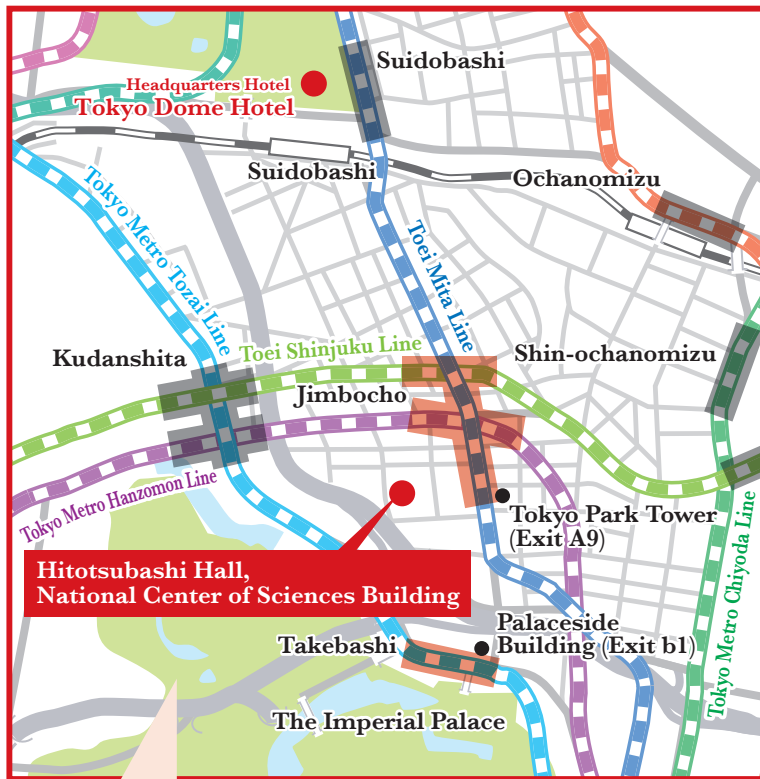 Suidobashi
Headquarters Hotel
Tokyo Dome Hotel
Suidobashi
Ochanomizu
Tokyo Metro Tozai Line
Toei Mita Line
Toei Shinjuku Line
Shin-ochanomizu
Kudanshita
Jimbocho
Tokyo Metro Hanzomon Line
Tokyo Park Tower
(Exit A9)
Hitotsubashi Hall,
National Center of Sciences Building
Tokyo Metro Chiyoda Line
Palaceside
Building (Exit b1)
Takebashi
The Imperial Palace